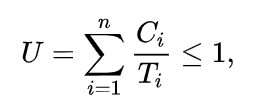 U = \sum_{i=1}^{n} \frac{C_i}{T_i} \leq 1,